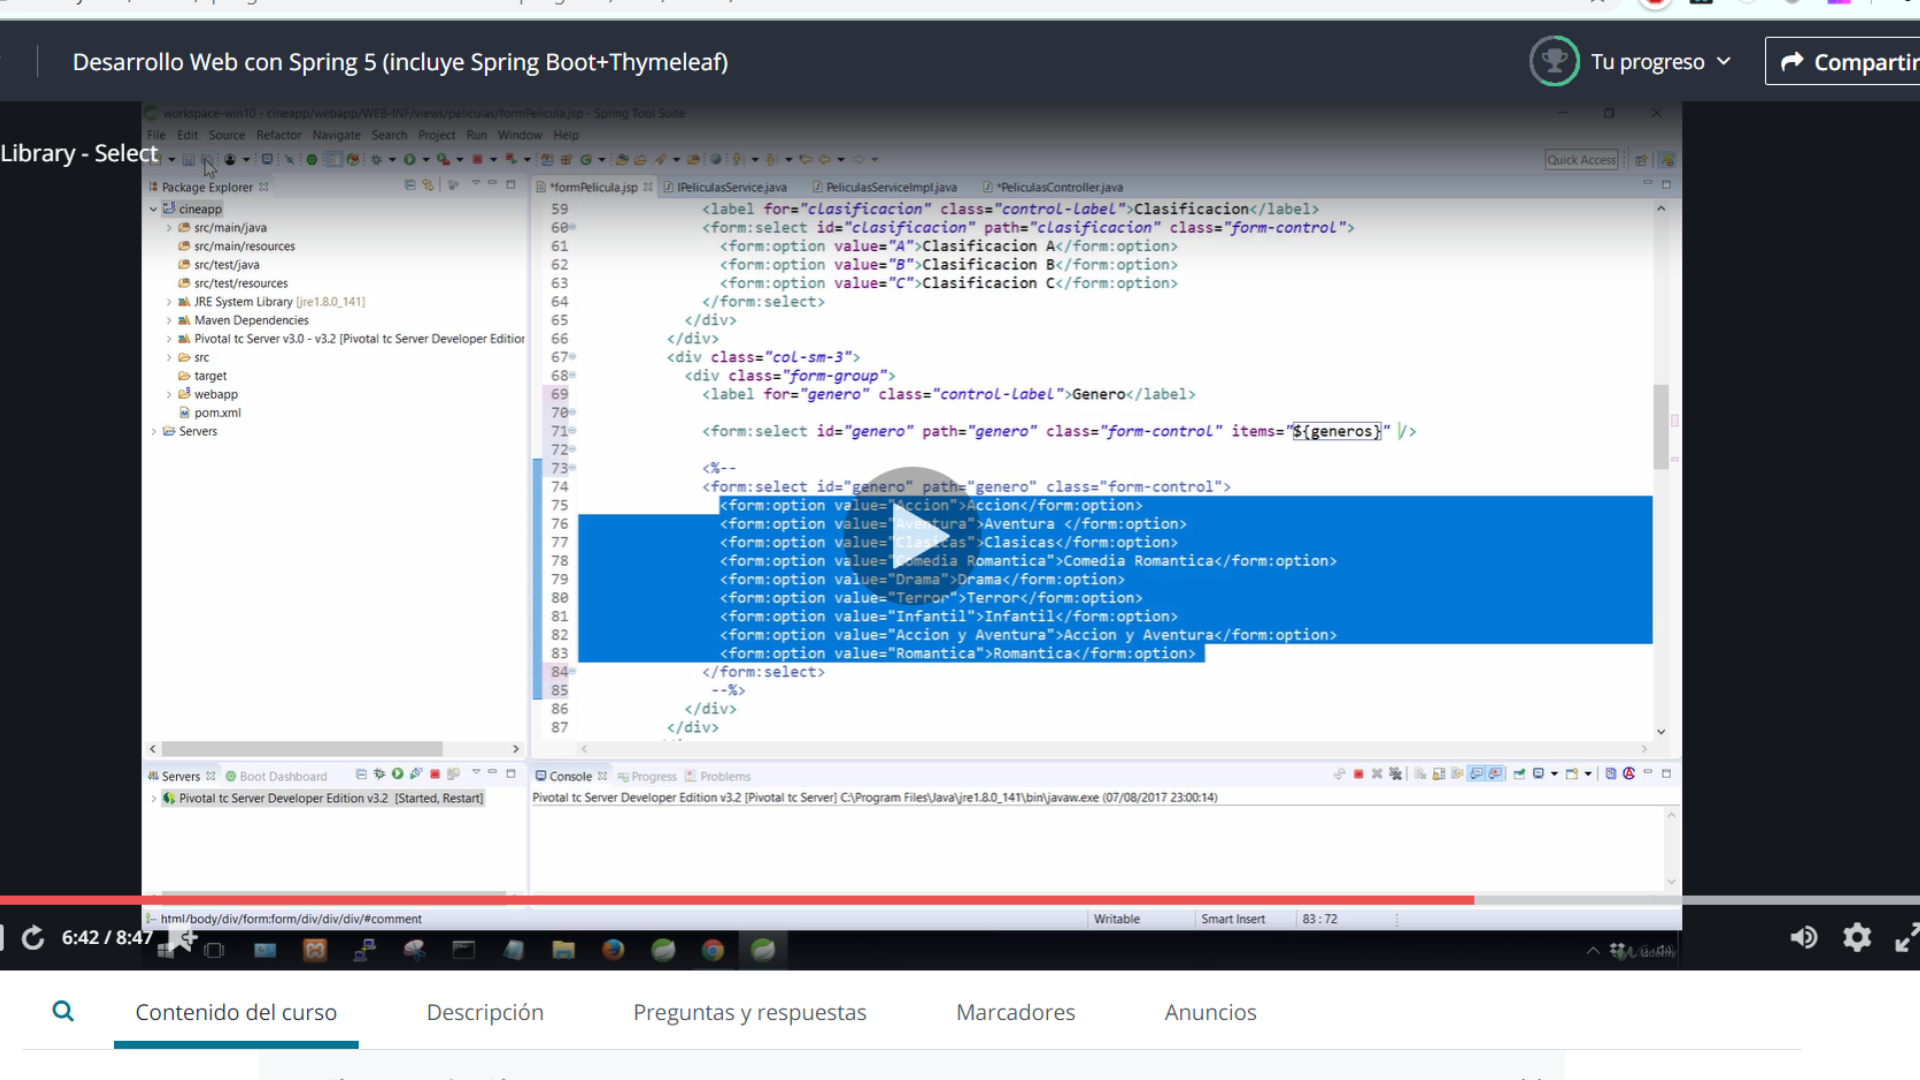 Desarrollo Web con Spring 5 (incluye Spring Boot+Thymeleaf)
Tu progreso
Compartir
workspace-win10 - cineapp/webapp/WEB-INF/views/peliculas/formPelicula.jsp - Spring Tool Suite
File Edit Source Refactor Navigate Search Project Run Window Help
Library - Select
Quick Access
Package Explorer
*formPelicula.jsp
IPeliculasService.java
PeliculasServiceImpl.java
*PeliculasController.java
cineapp
src/main/java
src/main/resources
src/test/java
src/test/resources
JRE System Library [jre1.8.0_141]
Maven Dependencies
Pivotal tc Server v3.0 - v3.2 [Pivotal tc Server Developer Edition
src
target
webapp
pom.xml
Servers
59 <label for="clasificacion" class="control-label">Clasificacion</label>
60 <form:select id="clasificacion" path="clasificacion" class="form-control">
61 <form:option value="A">Clasificacion A</form:option>
62 <form:option value="B">Clasificacion B</form:option>
63 <form:option value="C">Clasificacion C</form:option>
64 </form:select>
65 </div>
66 </div>
67 <div class="col-sm-3">
68 <div class="form-group">
69 <label for="genero" class="control-label">Genero</label>
70
71 <form:select id="genero" path="genero" class="form-control" items="${generos}" />
72
73 <%--
74 <form:select id="genero" path="genero" class="form-control">
75 <form:option value="Accion">Accion</form:option>
76 <form:option value="Aventura">Aventura </form:option>
77 <form:option value="Clasicas">Clasicas</form:option>
78 <form:option value="Comedia Romantica">Comedia Romantica</form:option>
79 <form:option value="Drama">Drama</form:option>
80 <form:option value="Terror">Terror</form:option>
81 <form:option value="Infantil">Infantil</form:option>
82 <form:option value="Accion y Aventura">Accion y Aventura</form:option>
83 <form:option value="Romantica">Romantica</form:option>
84 </form:select>
85 --%>
86 </div>
87 </div>
Servers
Boot Dashboard
Pivotal tc Server Developer Edition v3.2 [Started, Restart]
Console
Progress
Problems
Pivotal tc Server Developer Edition v3.2 [Pivotal tc Server] C:\Program Files\Java\jre1.8.0_141\bin\javaw.exe (07/08/2017 23:00:14)
html/body/div/form:form/div/div/div/#comment
Writable
Smart Insert
83 : 72
6:42 / 8:47
Udemy
Contenido del curso
Descripción
Preguntas y respuestas
Marcadores
Anuncios